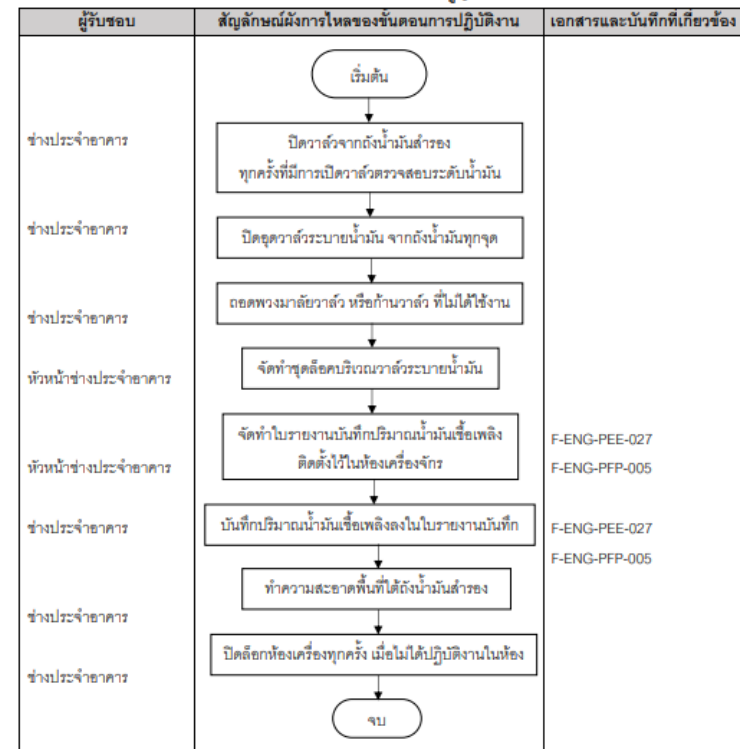 ผู้รับชอบ
สัญลักษณ์ผังการไหลของขั้นตอนการปฏิบัติงาน
เอกสารและบันทึกที่เกี่ยวข้อง
เริ่มต้น
ช่างประจำอาคาร
ปิดวาล์วจากถังน้ำมันสำรอง
ทุกครั้งที่มีการเปิดวาล์วตรวจสอบระดับน้ำมัน
ช่างประจำอาคาร
ปิดอุดวาล์วระบายน้ำมัน จากถังน้ำมันทุกจุด
ถอดพวงมาลัยวาล์ว หรือก้านวาล์ว ที่ไม่ได้ใช้งาน
ช่างประจำอาคาร
จัดทำชุดล็อคบริเวณวาล์วระบายน้ำมัน
หัวหน้าช่างประจำอาคาร
จัดทำใบรายงานบันทึกปริมาณน้ำมันเชื้อเพลิง
ติดตั้งไว้ในห้องเครื่องจักร
F-ENG-PEE-027
หัวหน้าช่างประจำอาคาร
F-ENG-PFP-005
ช่างประจำอาคาร
บันทึกปริมาณน้ำมันเชื้อเพลิงลงในใบรายงานบันทึก
F-ENG-PEE-027
F-ENG-PFP-005
ทำความสะอาดพื้นที่ใต้ถังน้ำมันสำรอง
ช่างประจำอาคาร
ปิดล็อกห้องเครื่องทุกครั้ง เมื่อไม่ได้ปฏิบัติงานในห้อง
ช่างประจำอาคาร
จบ